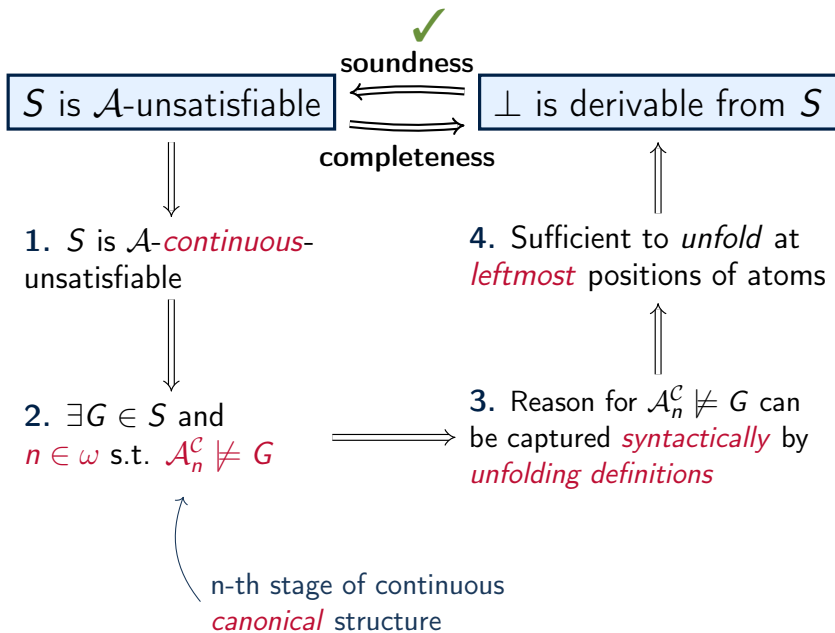 ✓
soundness
S is 𝒜-unsatisfiable
⊥ is derivable from S
completeness
1. S is 𝒜-continuous-
unsatisfiable
4. Sufficient to unfold at
leftmost positions of atoms
2. ∃G ∈ S and
n ∈ ω s.t. 𝒜ₙ^𝒞 ⊭ G
3. Reason for 𝒜ₙ^𝒞 ⊭ G can
be captured syntactically by
unfolding definitions
n-th stage of continuous
canonical structure